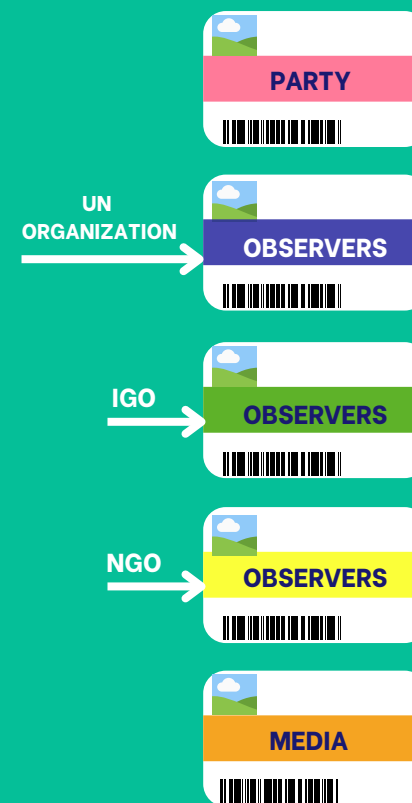 PARTY
UN
ORGANIZATION
OBSERVERS
IGO
OBSERVERS
NGO
OBSERVERS
MEDIA